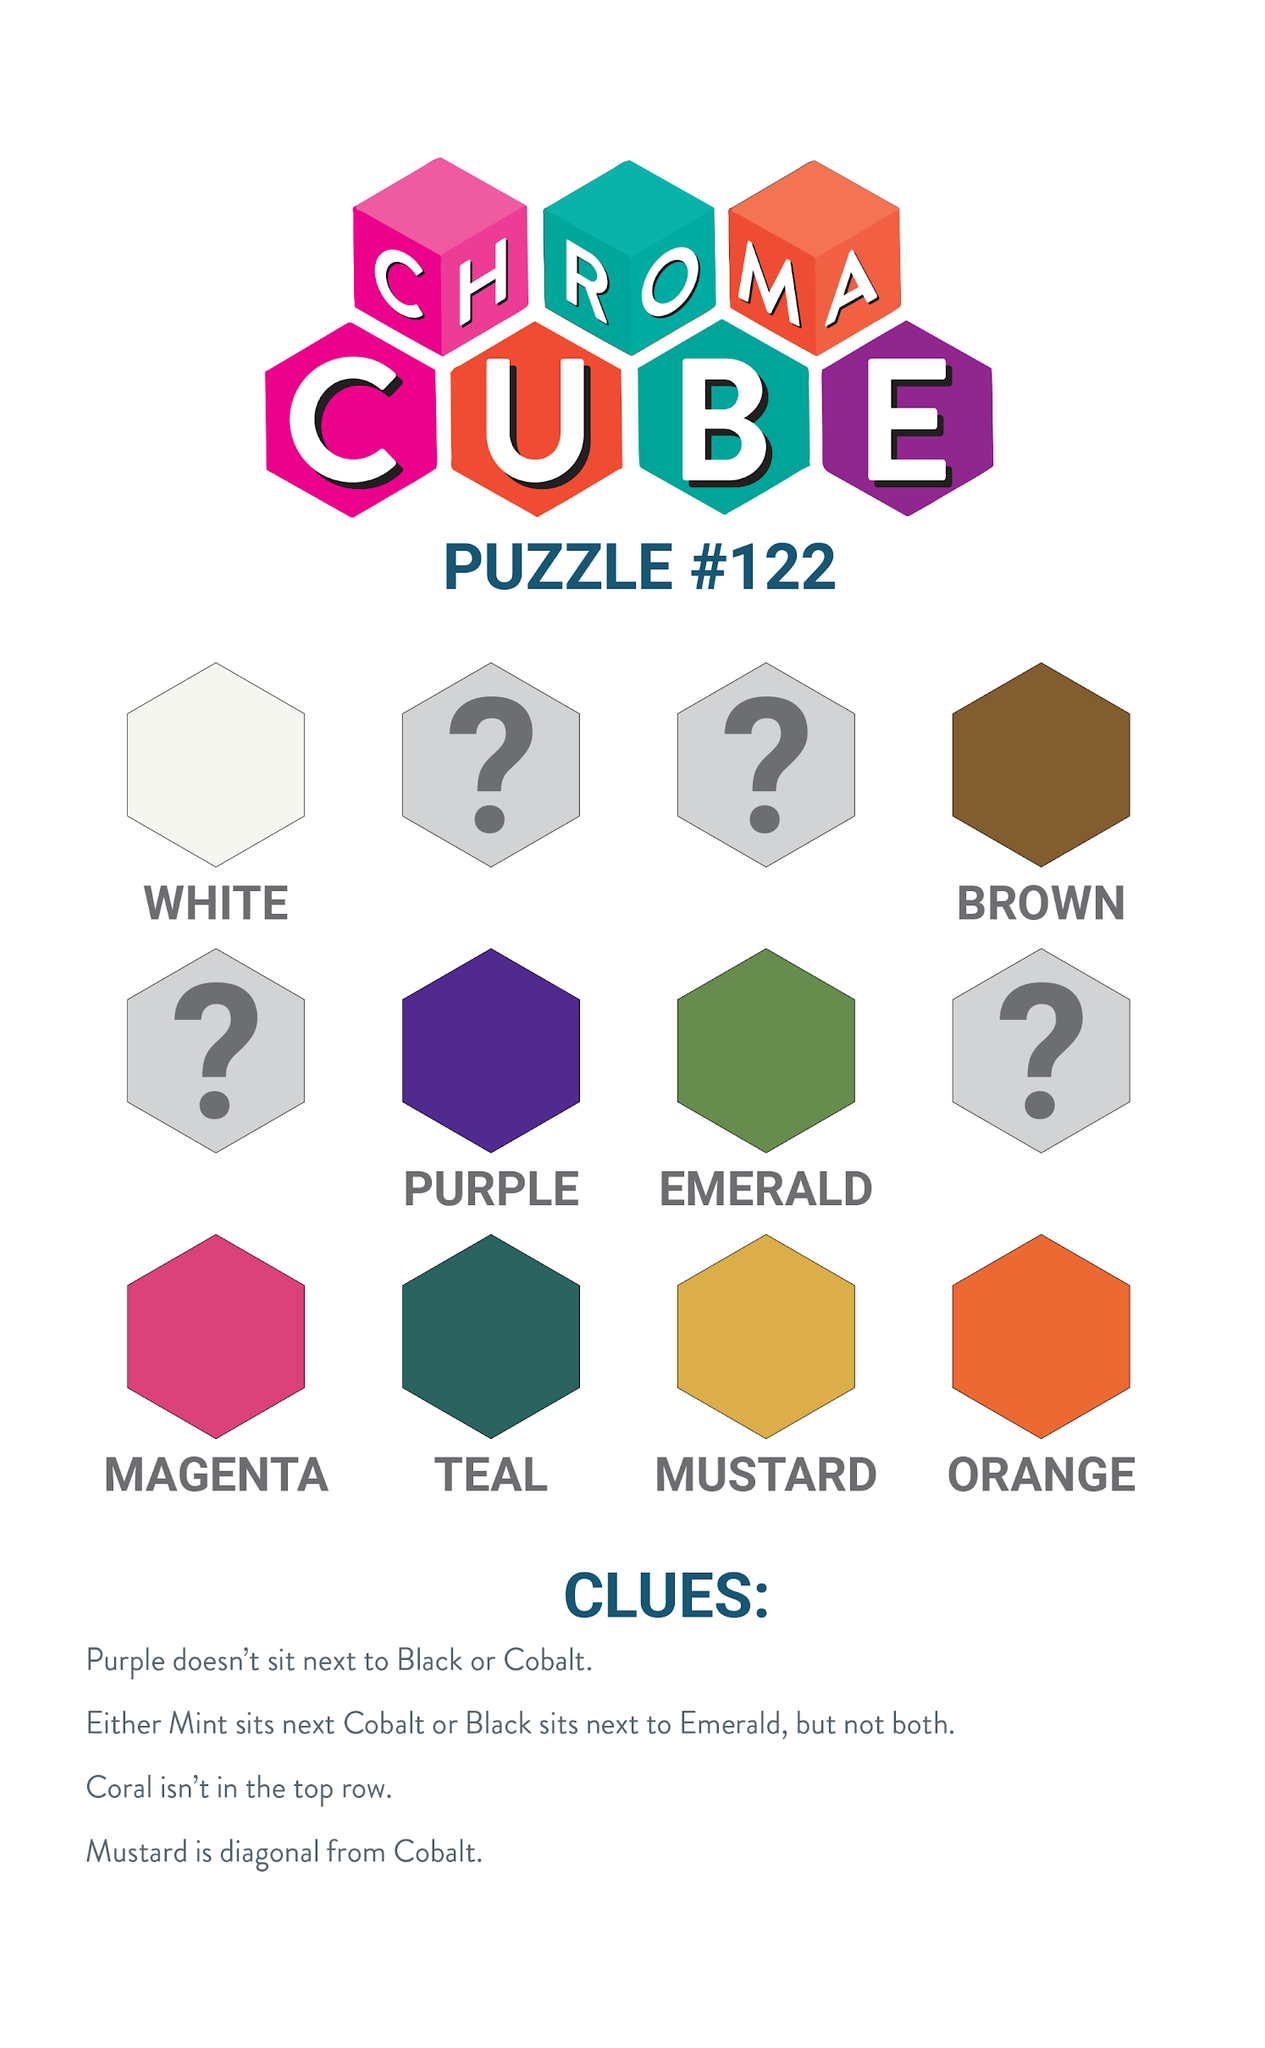 CHROMA
CUBE
PUZZLE #122
? ?
WHITE BROWN
? ?
PURPLE EMERALD
MAGENTA TEAL MUSTARD ORANGE
CLUES:
Purple doesn't sit next to Black or Cobalt.
Either Mint sits next Cobalt or Black sits next to Emerald, but not both.
Coral isn't in the top row.
Mustard is diagonal from Cobalt.